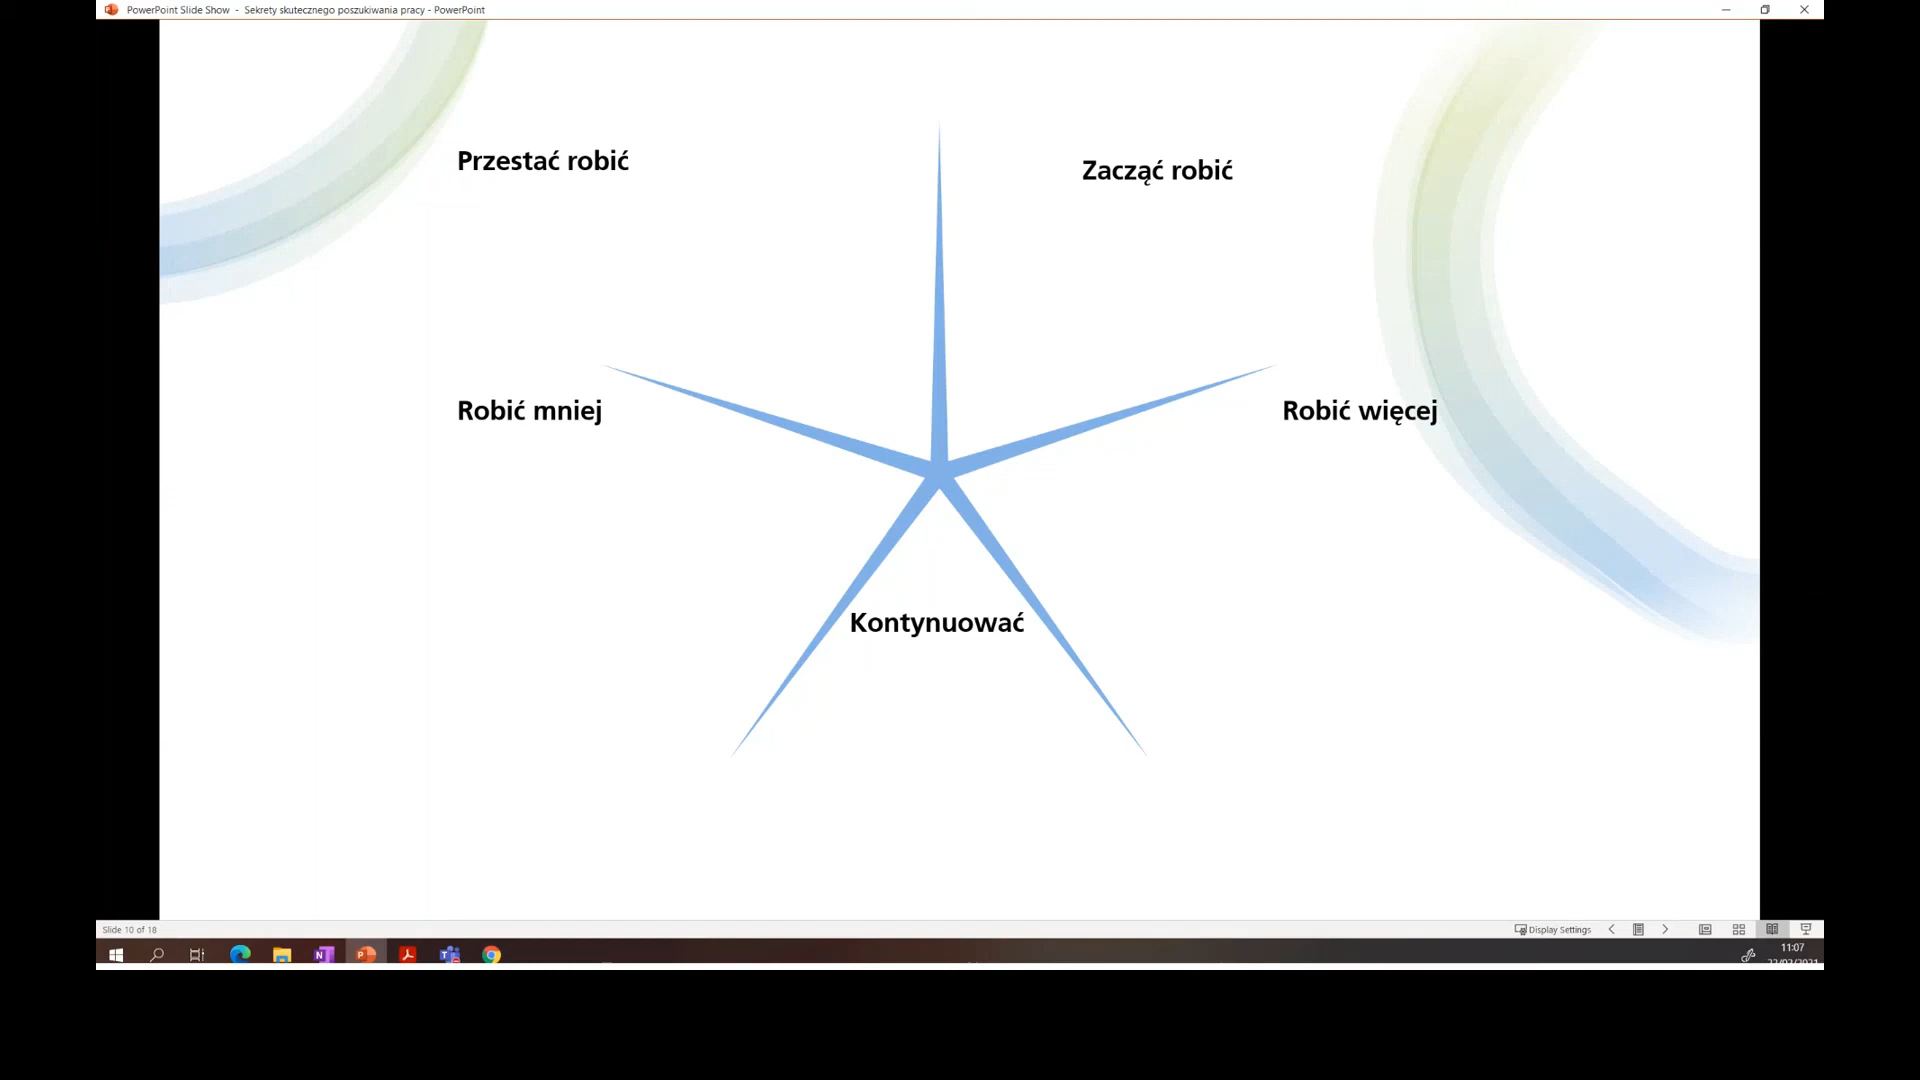 PowerPoint Slide Show - Sekrety skutecznego poszukiwania pracy - PowerPoint
Przestać robić
Zacząć robić
Robić mniej
Robić więcej
Kontynuować
Slide 10 of 18
Display Settings
11:07